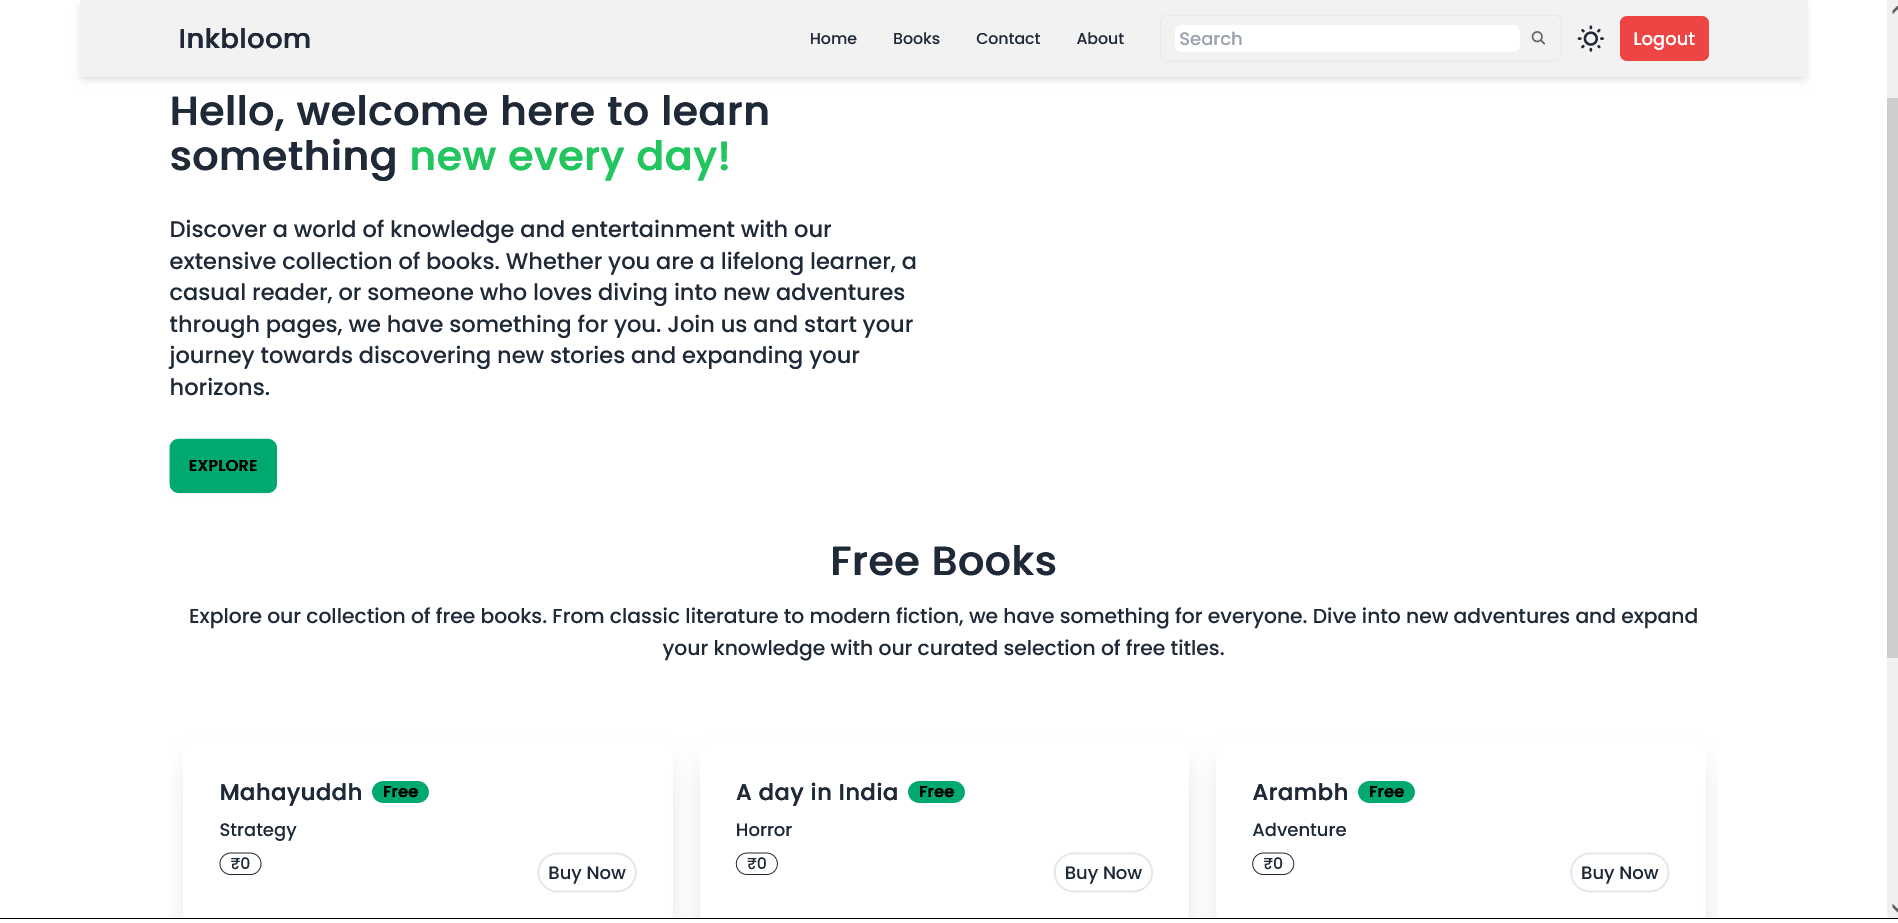 Inkbloom
Home Books Contact About Search Logout
Hello, welcome here to learn
something new every day!
Discover a world of knowledge and entertainment with our
extensive collection of books. Whether you are a lifelong learner, a
casual reader, or someone who loves diving into new adventures
through pages, we have something for you. Join us and start your
journey towards discovering new stories and expanding your
horizons.
EXPLORE
Free Books
Explore our collection of free books. From classic literature to modern fiction, we have something for everyone. Dive into new adventures and expand
your knowledge with our curated selection of free titles.
Mahayuddh Free
Strategy
₹0
Buy Now
A day in India Free
Horror
₹0
Buy Now
Arambh Free
Adventure
₹0
Buy Now